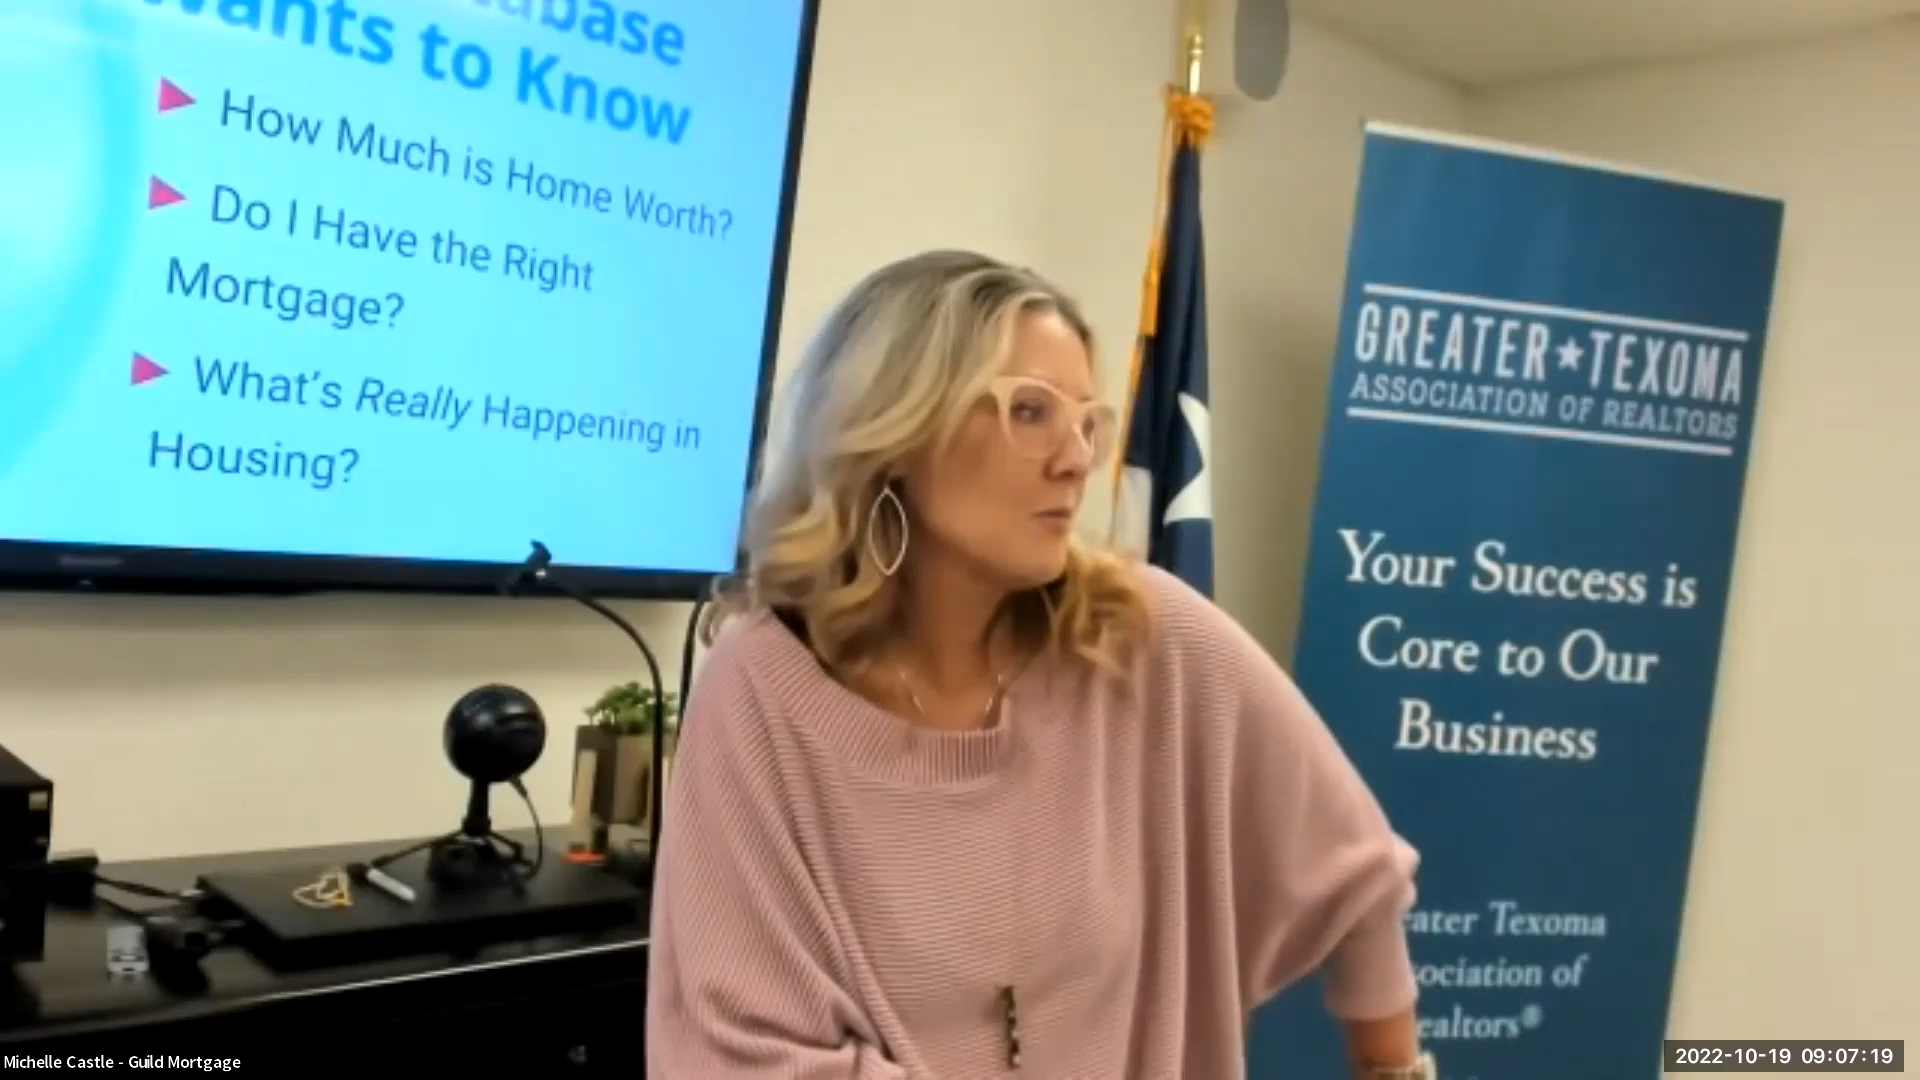 Wants to Know
How Much is Home Worth?
Do I Have the Right
Mortgage?
What's Really Happening in
Housing?
GREATER★TEXOMA
ASSOCIATION OF REALTORS
Your Success is
Core to Our
Business
Texoma
of
Michelle Castle - Guild Mortgage
2022-10-19 09:07:19